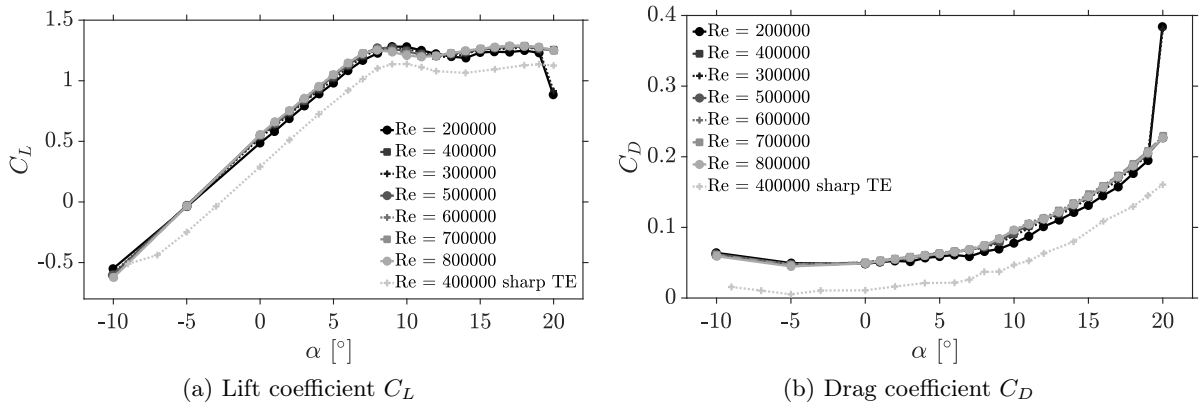 1.5
1
0.5
0
-0.5
C_L
Re = 200000
Re = 400000
Re = 300000
Re = 500000
Re = 600000
Re = 700000
Re = 800000
Re = 400000 sharp TE
-10 -5 0 5 10 15 20
α [°]
(a) Lift coefficient C_L
0.4
0.3
0.2
0.1
0
C_D
Re = 200000
Re = 400000
Re = 300000
Re = 500000
Re = 600000
Re = 700000
Re = 800000
Re = 400000 sharp TE
-10 -5 0 5 10 15 20
α [°]
(b) Drag coefficient C_D